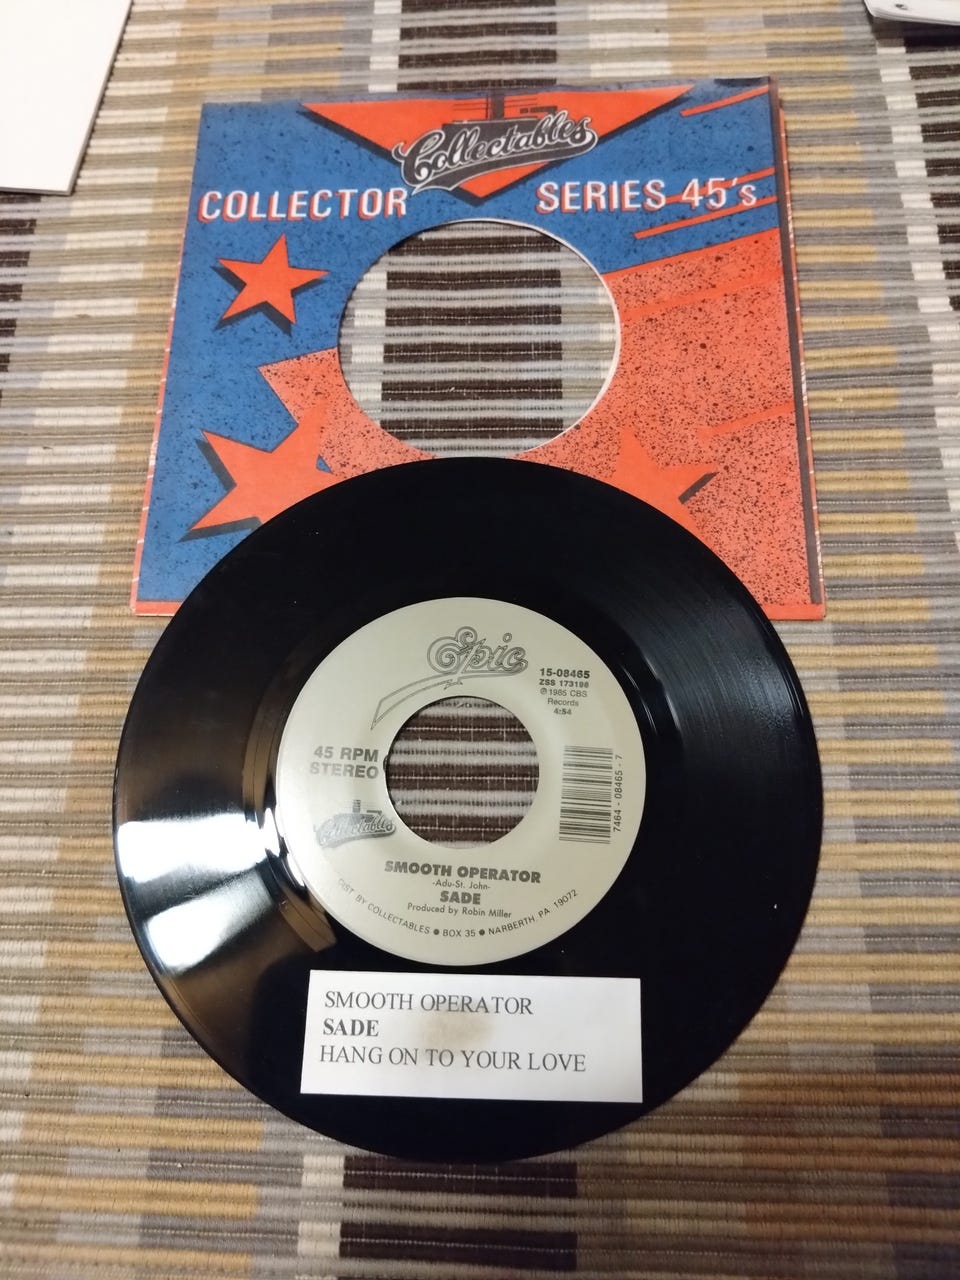 Collectables
COLLECTOR SERIES 45's
Epic
15-08465
ZSS 173198
℗ 1985 CBS
Records
4:54
45 RPM
STEREO
Collectables
7464 - 08465 - 7
SMOOTH OPERATOR
-Adu-St. John-
SADE
Produced by Robin Miller
DIST BY COLLECTABLES ● BOX 35 ● NARBERTH, PA 19072
SMOOTH OPERATOR
SADE
HANG ON TO YOUR LOVE